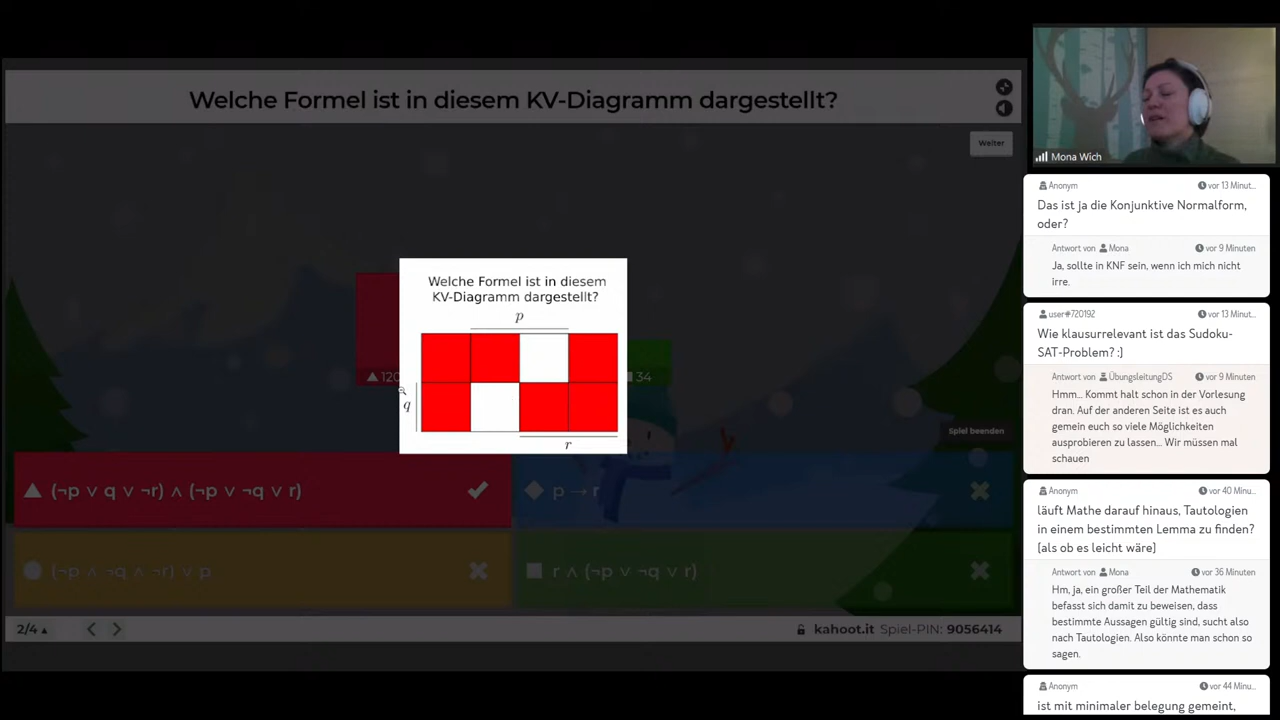 Welche Formel ist in diesem KV-Diagramm dargestellt?
Weiter
Welche Formel ist in diesem
KV-Diagramm dargestellt?
p
q
r
120
34
Spiel beenden
(¬p ∨ q ∨ ¬r) ∧ (¬p ∨ ¬q ∨ r)
p → r
(¬p ∧ ¬q ∧ ¬r) ∨ p
r ∧ (¬p ∨ ¬q ∨ r)
2/4
kahoot.it Spiel-PIN: 9056414
Mona Wich
Anonym vor 13 Minut...
Das ist ja die Konjunktive Normalform,
oder?
Antwort von Mona vor 9 Minuten
Ja, sollte in KNF sein, wenn ich mich nicht
irre.
user#720192 vor 13 Minut...
Wie klausurrelevant ist das Sudoku-
SAT-Problem? :)
Antwort von ÜbungsleitungDS vor 9 Minuten
Hmm... Kommt halt schon in der Vorlesung
dran. Auf der anderen Seite ist es auch
gemein euch so viele Möglichkeiten
ausprobieren zu lassen... Wir müssen mal
schauen
Anonym vor 40 Minu...
läuft Mathe darauf hinaus, Tautologien
in einem bestimmten Lemma zu finden?
[als ob es leicht wäre]
Antwort von Mona vor 36 Minuten
Hm, ja, ein großer Teil der Mathematik
befasst sich damit zu beweisen, dass
bestimmte Aussagen gültig sind, sucht also
nach Tautologien. Also könnte man schon so
sagen.
Anonym vor 44 Minu...
ist mit minimaler belegung gemeint,